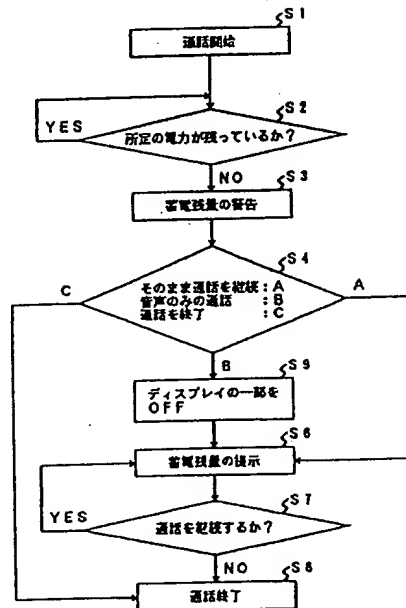 S1
通話開始
S2
YES
所定の電力が残っているか?
NO
S3
蓄電残量の警告
S4
C
そのまま通話を継続:A
音声のみの通話 :B
通話を終了 :C
A
B
S9
ディスプレイの一部を
OFF
S6
蓄電残量の提示
S7
YES
通話を継続するか?
NO
S8
通話終了